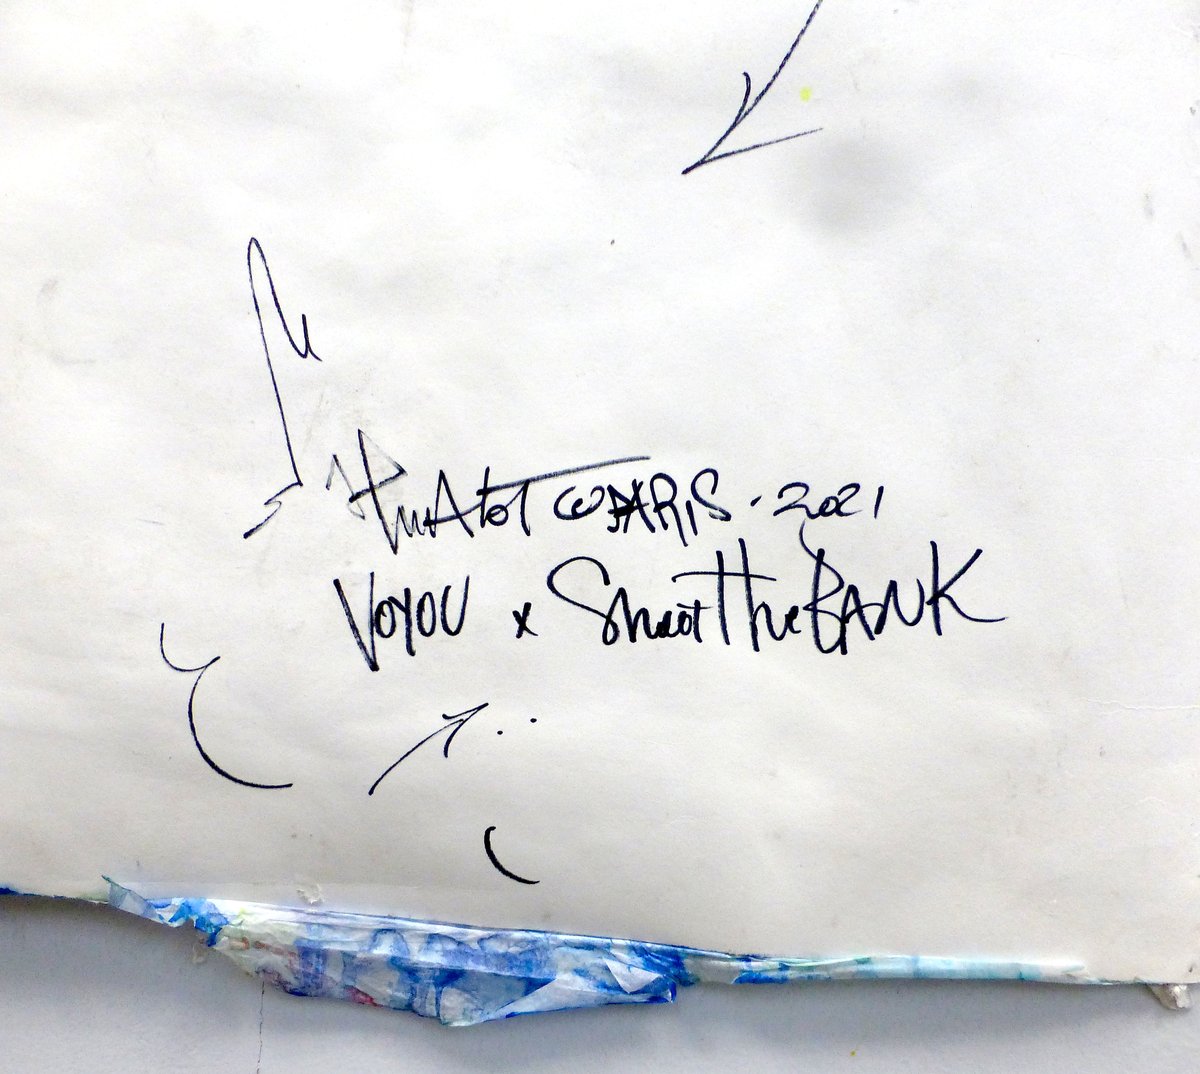 @PARIS . 2021
VOYOU x ShootTheBANK